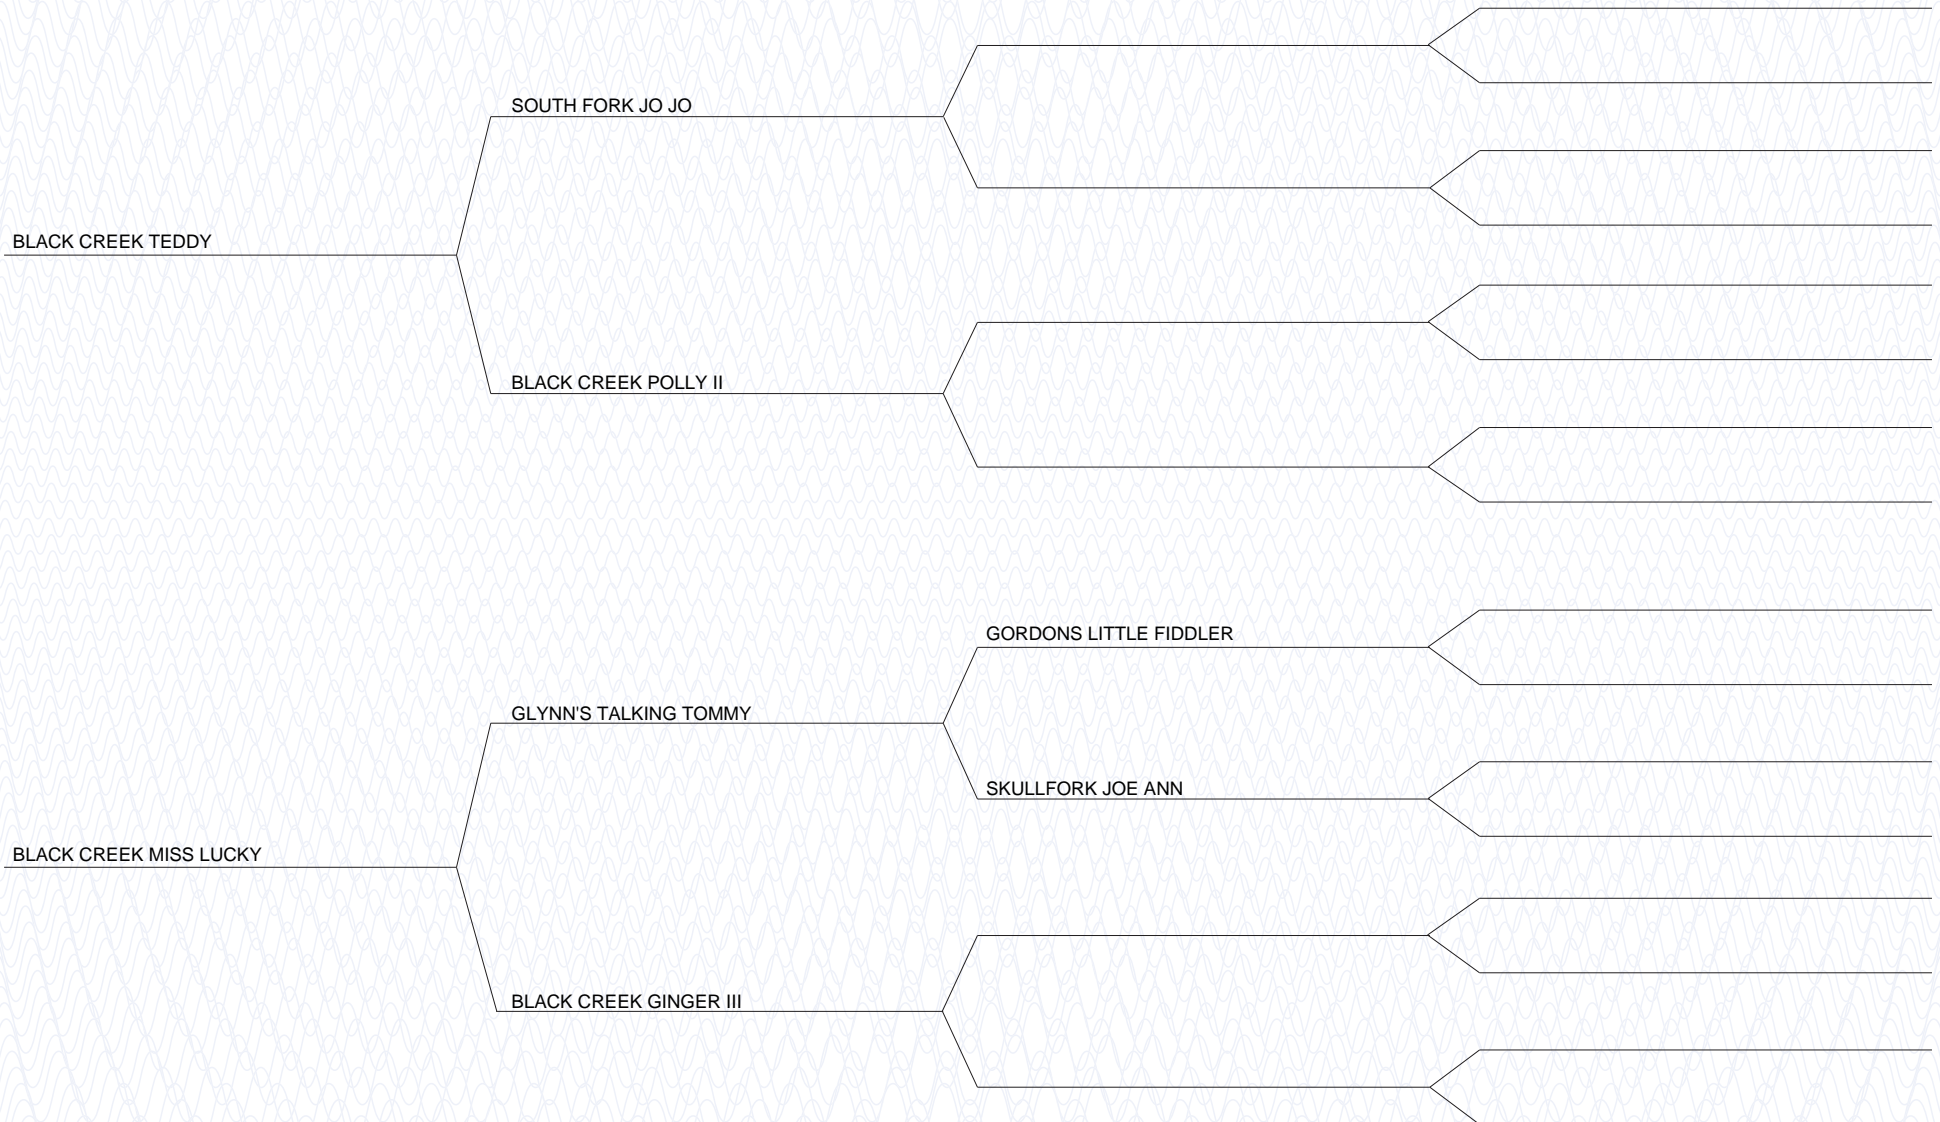 SOUTH FORK JO JO
BLACK CREEK TEDDY
BLACK CREEK POLLY II
GORDONS LITTLE FIDDLER
GLYNN'S TALKING TOMMY
SKULLFORK JOE ANN
BLACK CREEK MISS LUCKY
BLACK CREEK GINGER III